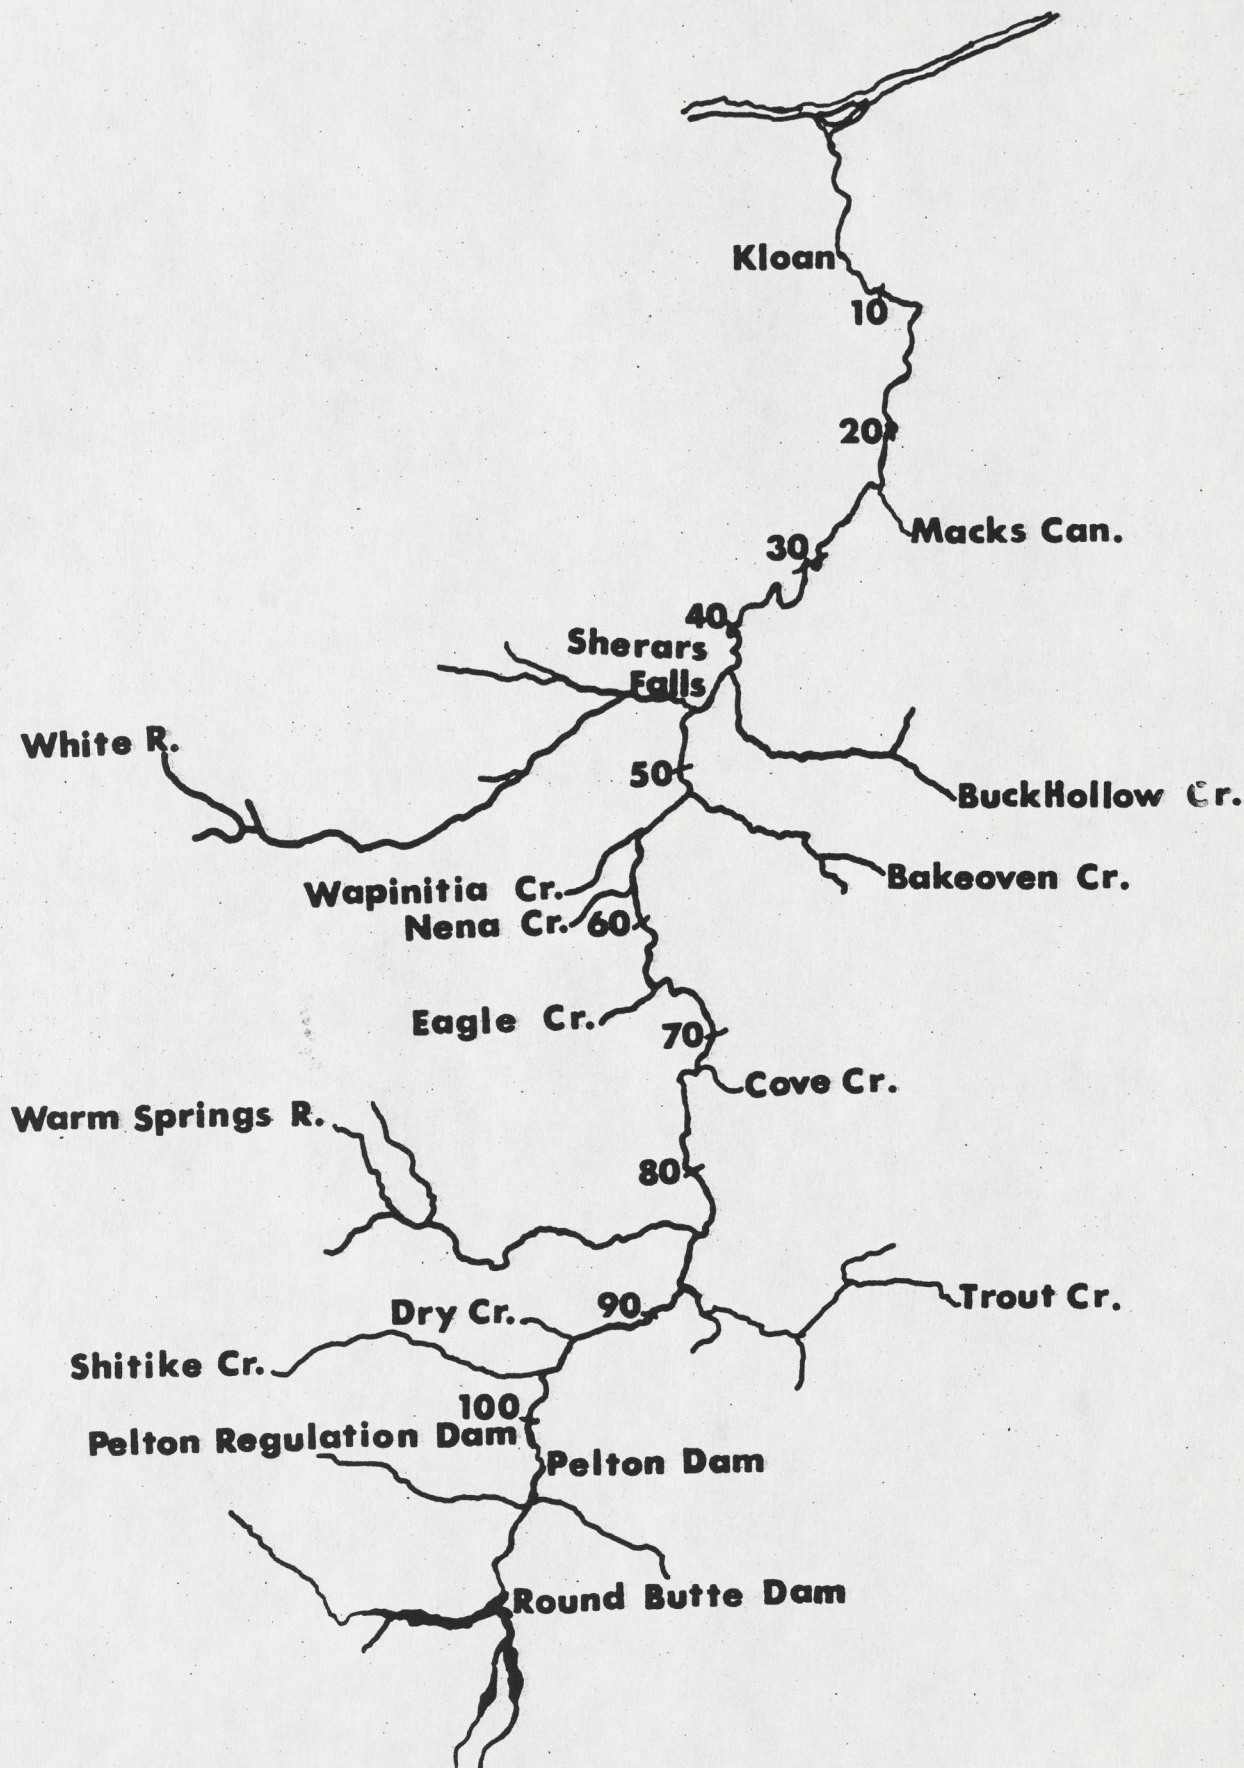 Kloan
10
20
Macks Can.
30
40
Sherars
Falls
White R.
50
BuckHollow Cr.
Bakeoven Cr.
Wapinitia Cr.
Nena Cr.
60
Eagle Cr.
70
Cove Cr.
Warm Springs R.
80
Trout Cr.
90
Dry Cr.
Shitike Cr.
100
Pelton Regulation Dam
Pelton Dam
Round Butte Dam